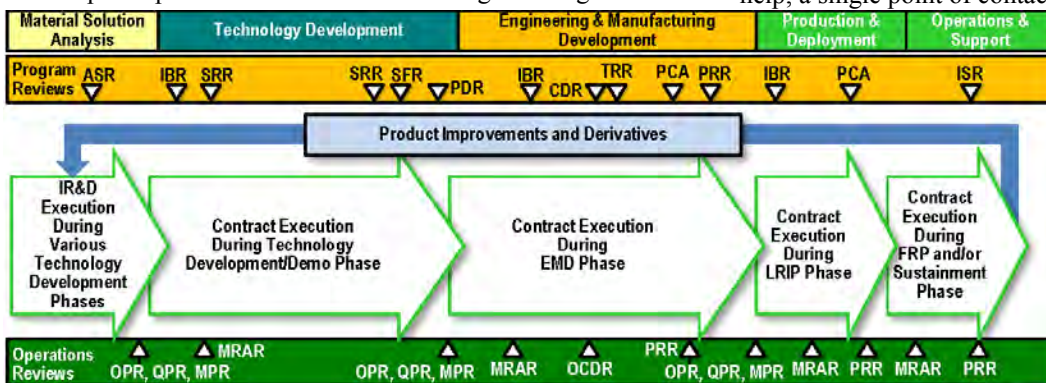 help, a single point of contac
Material Solution
Analysis
Technology Development
Engineering & Manufacturing
Development
Production &
Deployment
Operations &
Support
Program
Reviews
ASR
IBR
SRR
SRR
SFR
PDR
IBR
CDR
TRR
PCA
PRR
IBR
PCA
ISR
Product Improvements and Derivatives
IR&D
Execution
During
Various
Technology
Development
Phases
Contract Execution
During Technology
Development/Demo Phase
Contract Execution
During
EMD Phase
Contract
Execution
During
LRIP Phase
Contract
Execution
During
FRP and/or
Sustainment
Phase
Operations
Reviews
OPR, QPR, MPR
MRAR
OPR, QPR, MPR
MRAR
OCDR
PRR
OPR, QPR, MPR
MRAR
PRR
MRAR
PRR